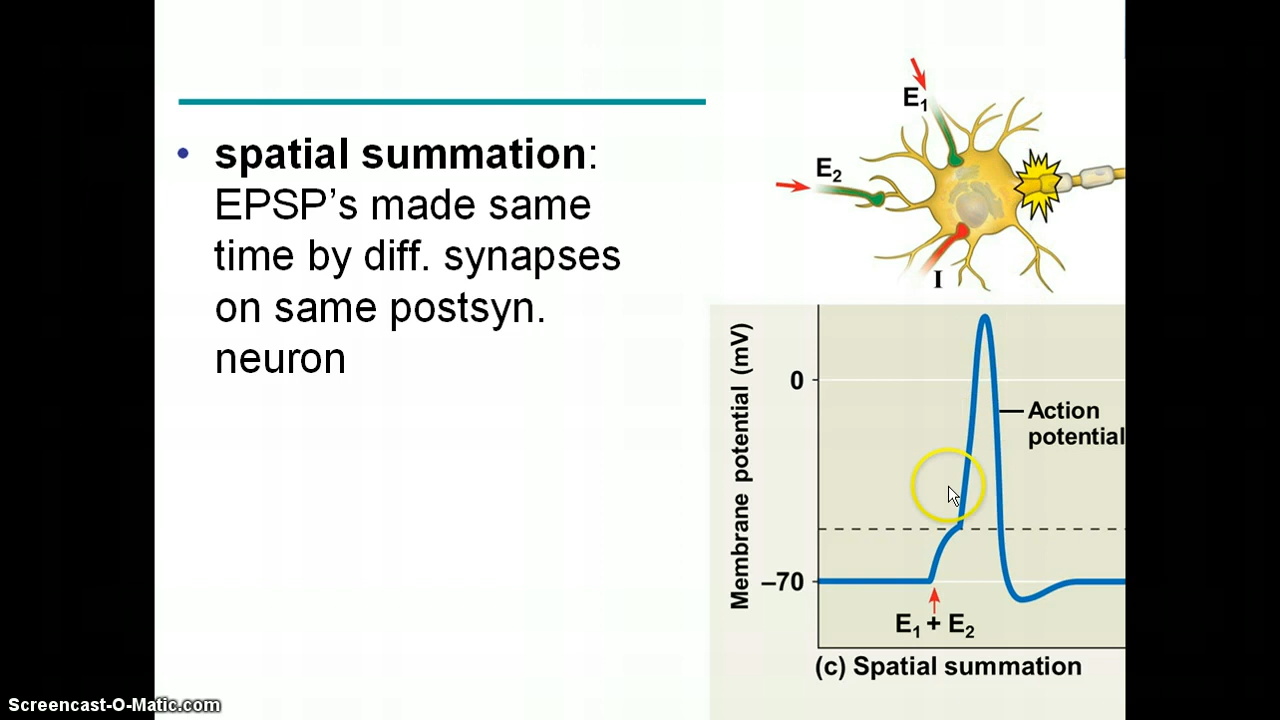 • spatial summation:
EPSP’s made same
time by diff. synapses
on same postsyn.
neuron
E1
E2
I
Membrane potential (mV)
0
Action
potential
–70
E1 + E2
(c) Spatial summation
Screencast-O-Matic.com